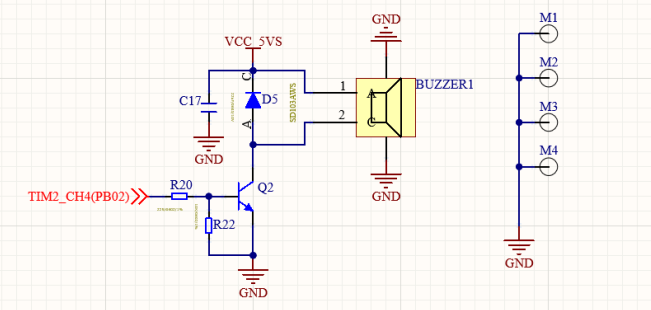 GND
M1
VCC_5VS
M2
C
1
A
BUZZER1
C17
D5
SD103AWS
M3
2
C
A
GND
M4
GND
TIM2_CH4(PB02)
R20
Q2
R22
GND
GND